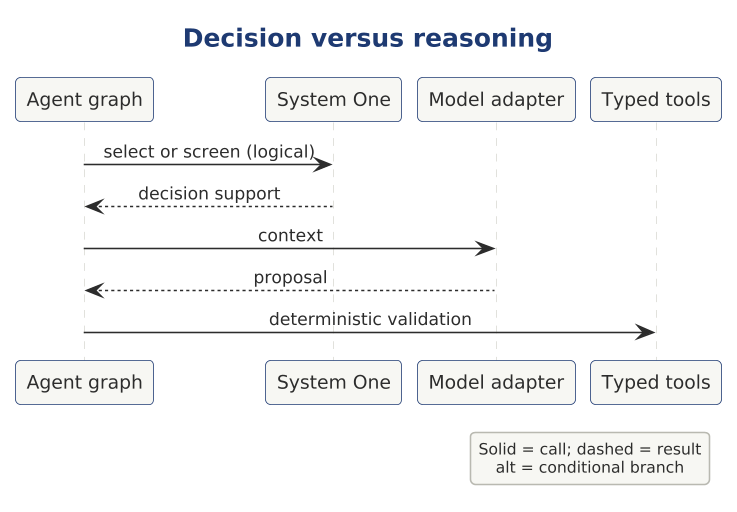 Decision versus reasoning
Agent graph System One Model adapter Typed tools
select or screen (logical)
decision support
context
proposal
deterministic validation
Agent graph System One Model adapter Typed tools
Solid = call; dashed = result
alt = conditional branch